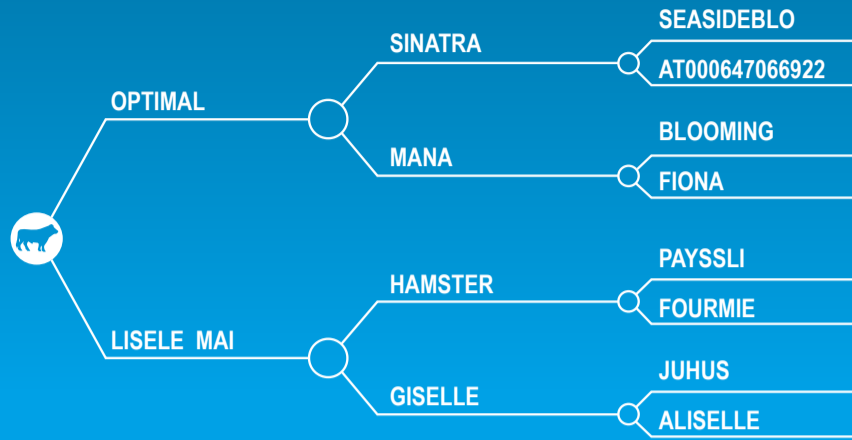 SEASIDEBLO
SINATRA
AT000647066922
OPTIMAL
BLOOMING
MANA
FIONA
PAYSSLI
HAMSTER
FOURMIE
LISELE MAI
JUHUS
GISELLE
ALISELLE